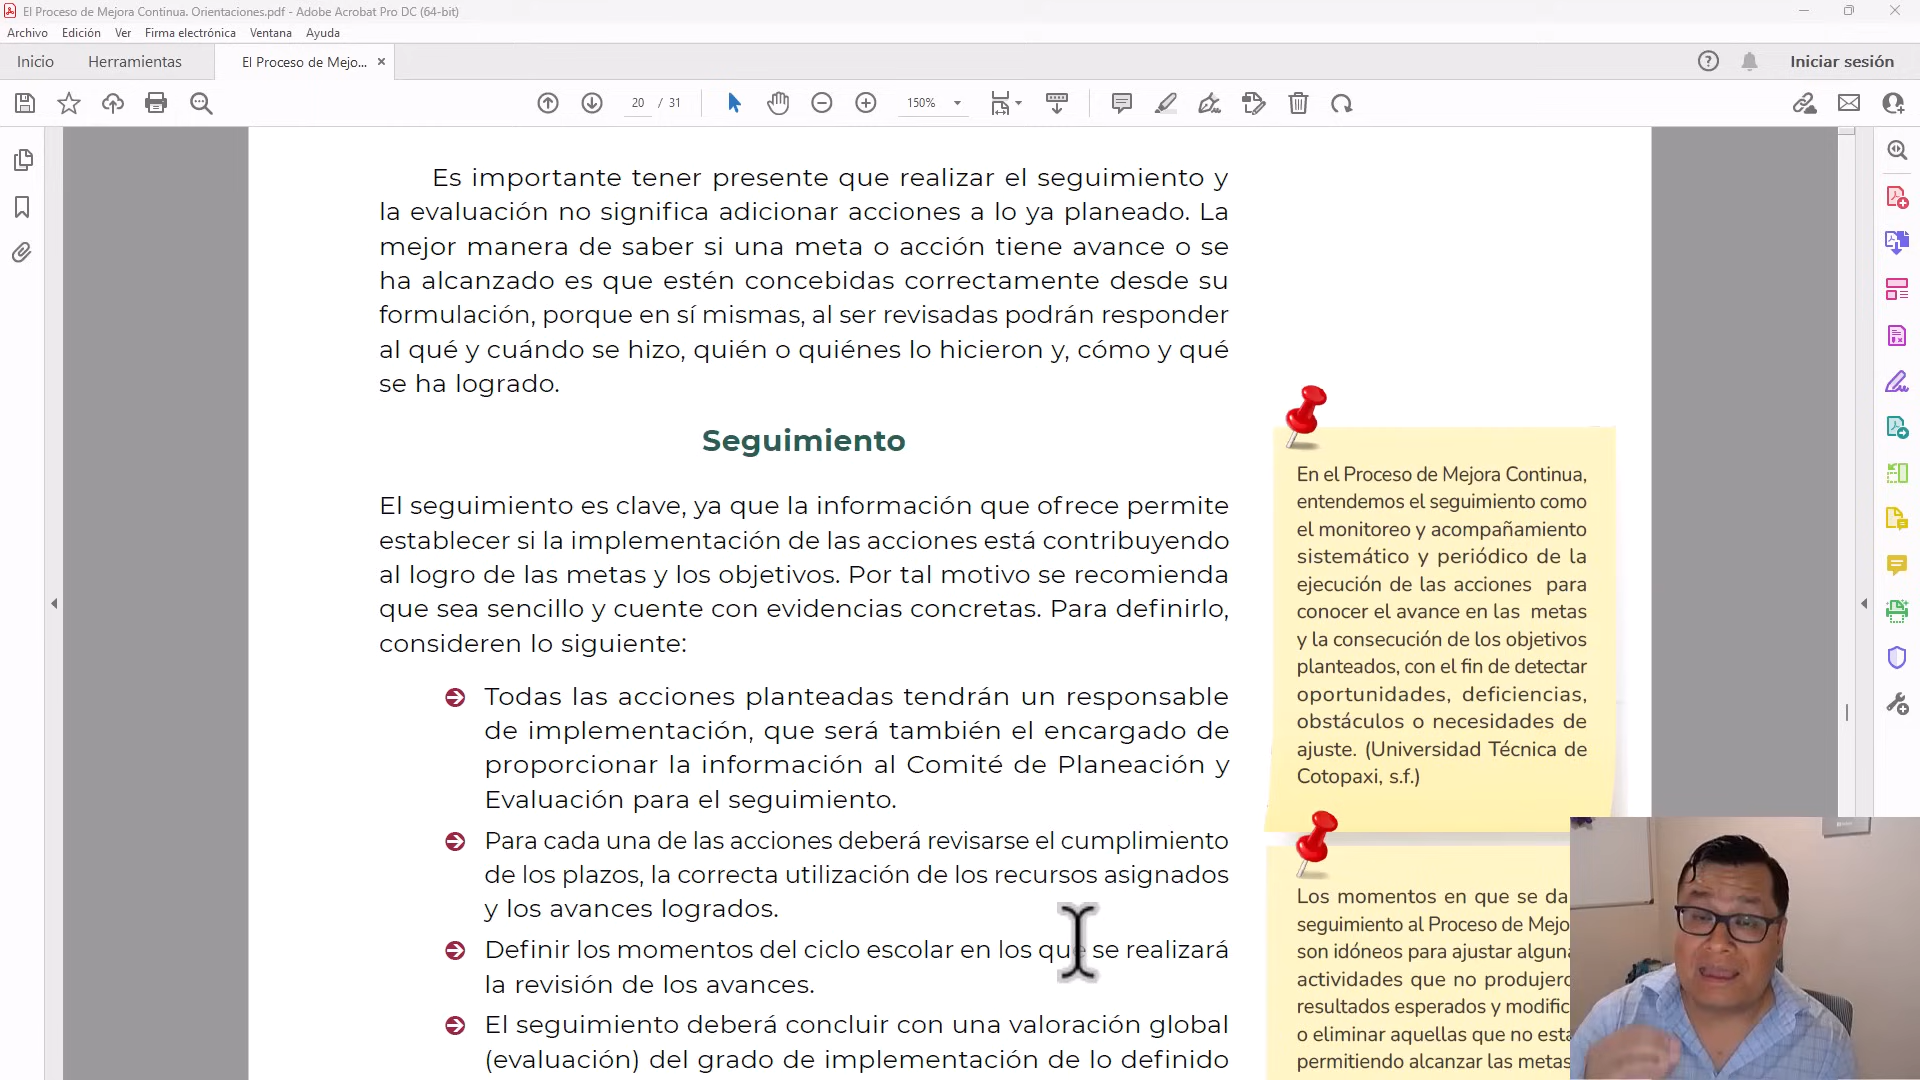 El Proceso de Mejora Continua. Orientaciones.pdf - Adobe Acrobat Pro DC (64-bit)
Archivo Edición Ver Firma electrónica Ventana Ayuda
Inicio Herramientas El Proceso de Mejo... Iniciar sesión
20 / 31 150%
Es importante tener presente que realizar el seguimiento y
la evaluación no significa adicionar acciones a lo ya planeado. La
mejor manera de saber si una meta o acción tiene avance o se
ha alcanzado es que estén concebidas correctamente desde su
formulación, porque en sí mismas, al ser revisadas podrán responder
al qué y cuándo se hizo, quién o quiénes lo hicieron y, cómo y qué
se ha logrado.
Seguimiento
El seguimiento es clave, ya que la información que ofrece permite
establecer si la implementación de las acciones está contribuyendo
al logro de las metas y los objetivos. Por tal motivo se recomienda
que sea sencillo y cuente con evidencias concretas. Para definirlo,
consideren lo siguiente:
Todas las acciones planteadas tendrán un responsable
de implementación, que será también el encargado de
proporcionar la información al Comité de Planeación y
Evaluación para el seguimiento.
Para cada una de las acciones deberá revisarse el cumplimiento
de los plazos, la correcta utilización de los recursos asignados
y los avances logrados.
Definir los momentos del ciclo escolar en los que se realizará
la revisión de los avances.
El seguimiento deberá concluir con una valoración global
(evaluación) del grado de implementación de lo definido
En el Proceso de Mejora Continua,
entendemos el seguimiento como
el monitoreo y acompañamiento
sistemático y periódico de la
ejecución de las acciones para
conocer el avance en las metas
y la consecución de los objetivos
planteados, con el fin de detectar
oportunidades, deficiencias,
obstáculos o necesidades de
ajuste. (Universidad Técnica de
Cotopaxi, s.f.)
Los momentos en que se da
seguimiento al Proceso de Mejo
son idóneos para ajustar alguna
actividades que no produjero
resultados esperados y modific
o eliminar aquellas que no está
permitiendo alcanzar las metas